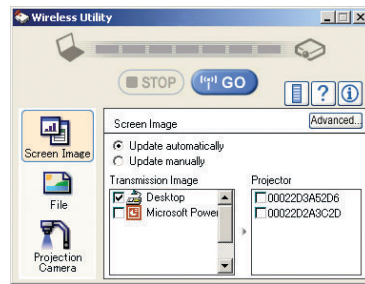 Wireless Utility
STOP
GO
?
i
Screen Image
Advanced...
Screen Image
Update automatically
Update manually
File
Transmission Image
Desktop
Microsoft Power
Projector
00022D3A52D6
00022D2A3C2D
Projection
Camera